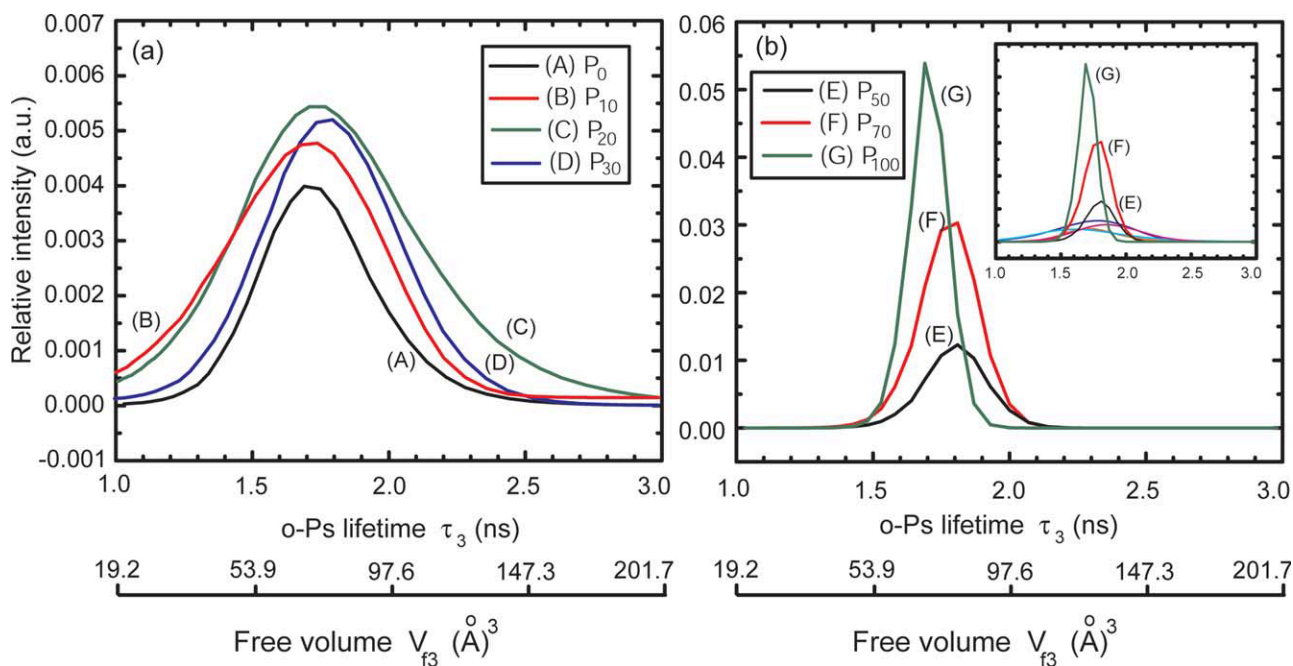 0.007
0.006
0.005
0.004
0.003
0.002
0.001
0.000
-0.001
Relative intensity (a.u.)
(a)
(A) P0
(B) P10
(C) P20
(D) P30
(B)
(C)
(A)
(D)
1.0 1.5 2.0 2.5 3.0
o-Ps lifetime τ3 (ns)
19.2 53.9 97.6 147.3 201.7
Free volume Vf3 (Å)3
0.06
0.05
0.04
0.03
0.02
0.01
0.00
(b)
(E) P50
(F) P70
(G) P100
(G)
(F)
(E)
(G)
(F)
(E)
1.0 1.5 2.0 2.5 3.0
1.0 1.5 2.0 2.5 3.0
o-Ps lifetime τ3 (ns)
19.2 53.9 97.6 147.3 201.7
Free volume Vf3 (Å)3